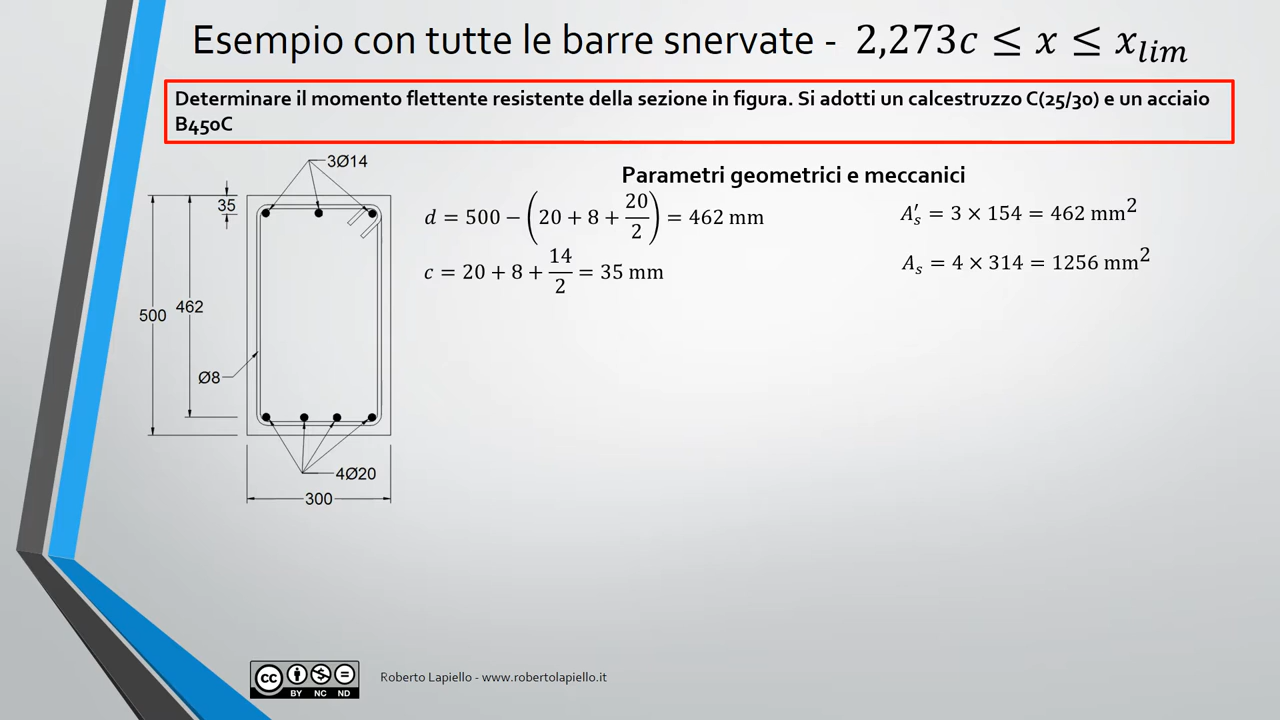 Esempio con tutte le barre snervate - 2,273c ≤ x ≤ x_lim
Determinare il momento flettente resistente della sezione in figura. Si adotti un calcestruzzo C(25/30) e un acciaio
B450C
3Ø14
35
500
462
Ø8
4Ø20
300
Parametri geometrici e meccanici
d = 500 − (20 + 8 + 20/2) = 462 mm
c = 20 + 8 + 14/2 = 35 mm
A′_s = 3 × 154 = 462 mm²
A_s = 4 × 314 = 1256 mm²
cc
BY NC ND
Roberto Lapiello - www.robertolapiello.it